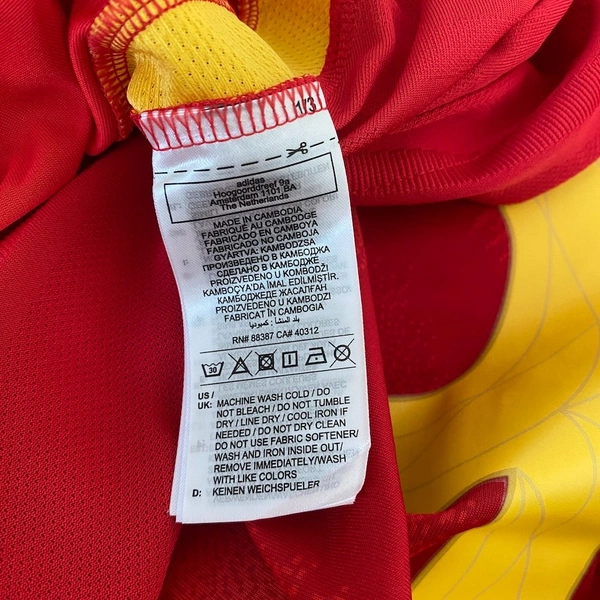 1/3
adidas
Hoogoorddreef 9a
Amsterdam 1101 BA
The Netherlands
MADE IN CAMBODIA
FABRIQUÉ AU CAMBODGE
FABRICADO EN CAMBOYA
FABRICADO NO CAMBOJA
GYÁRTVA: KAMBODZSA
ПРОИЗВЕДЕНО В КАМБОДЖЕ
СДЕЛАНО В КАМБОДЖЕ
PROIZVEDENO U KOMBODŽI
KAMBOÇYA'DA İMAL EDİLMİŞTİR.
КАМБОДЖЕДЕ ЖАСАЛҒАН
PROIZVEDENO U KAMBODŽI
FABRICAT ÎN CAMBOGIA
بلد المنشأ: كمبوديا
RN# 88387 CA# 40312
30
US /
UK: MACHINE WASH COLD / DO
NOT BLEACH / DO NOT TUMBLE
DRY / LINE DRY / COOL IRON IF
NEEDED / DO NOT DRY CLEAN
DO NOT USE FABRIC SOFTENER/
WASH AND IRON INSIDE OUT/
REMOVE IMMEDIATELY/WASH
WITH LIKE COLORS
D: KEINEN WEICHSPUELER